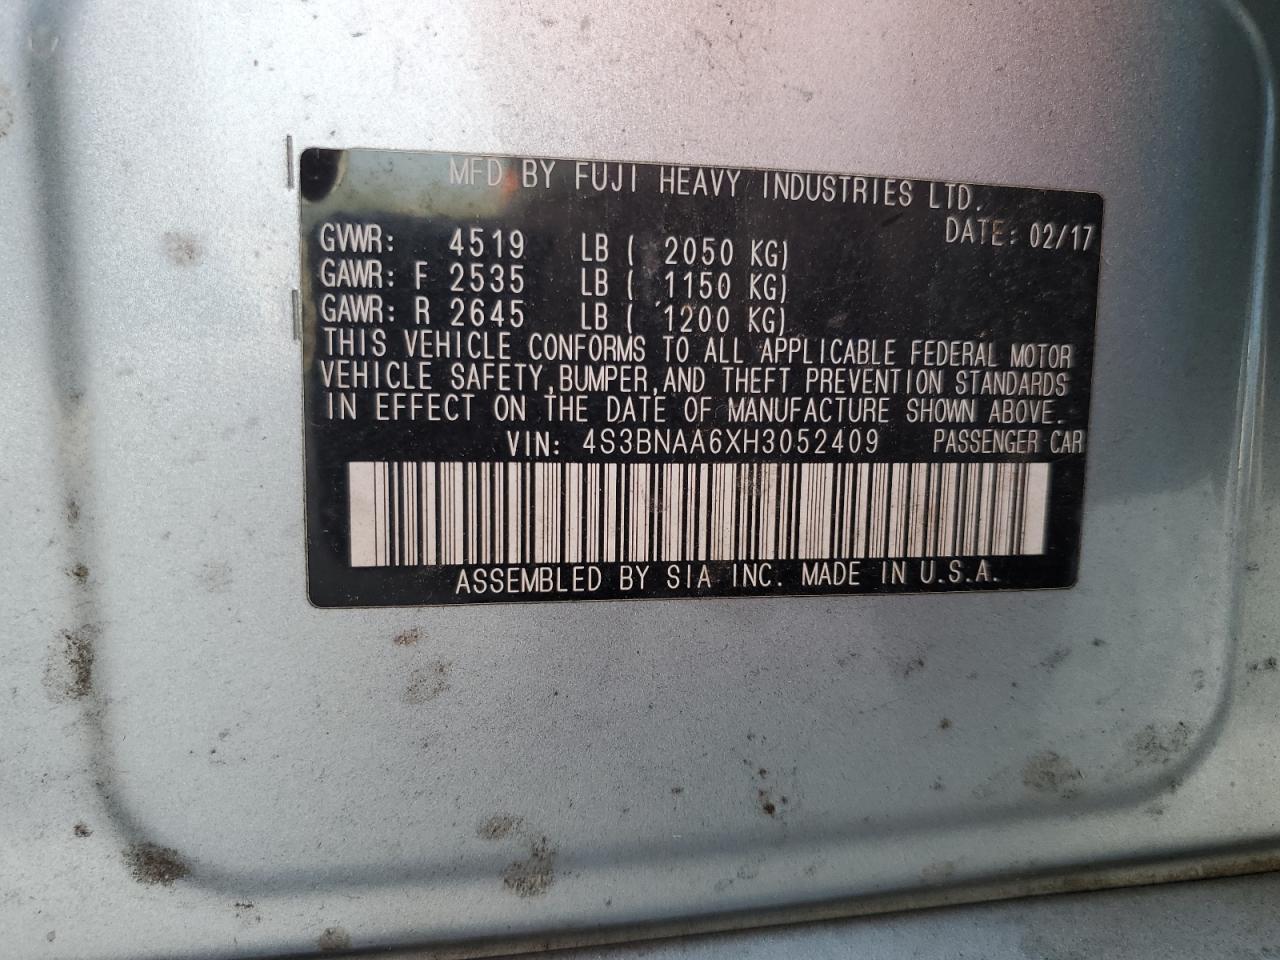 MFD BY FUJI HEAVY INDUSTRIES LTD.
DATE: 02/17
GVWR: 4519 LB ( 2050 KG)
GAWR: F 2535 LB ( 1150 KG)
GAWR: R 2645 LB ( 1200 KG)
THIS VEHICLE CONFORMS TO ALL APPLICABLE FEDERAL MOTOR
VEHICLE SAFETY, BUMPER, AND THEFT PREVENTION STANDARDS
IN EFFECT ON THE DATE OF MANUFACTURE SHOWN ABOVE.
VIN: 4S3BNAA6XH3052409 PASSENGER CAR
ASSEMBLED BY SIA INC. MADE IN U.S.A.